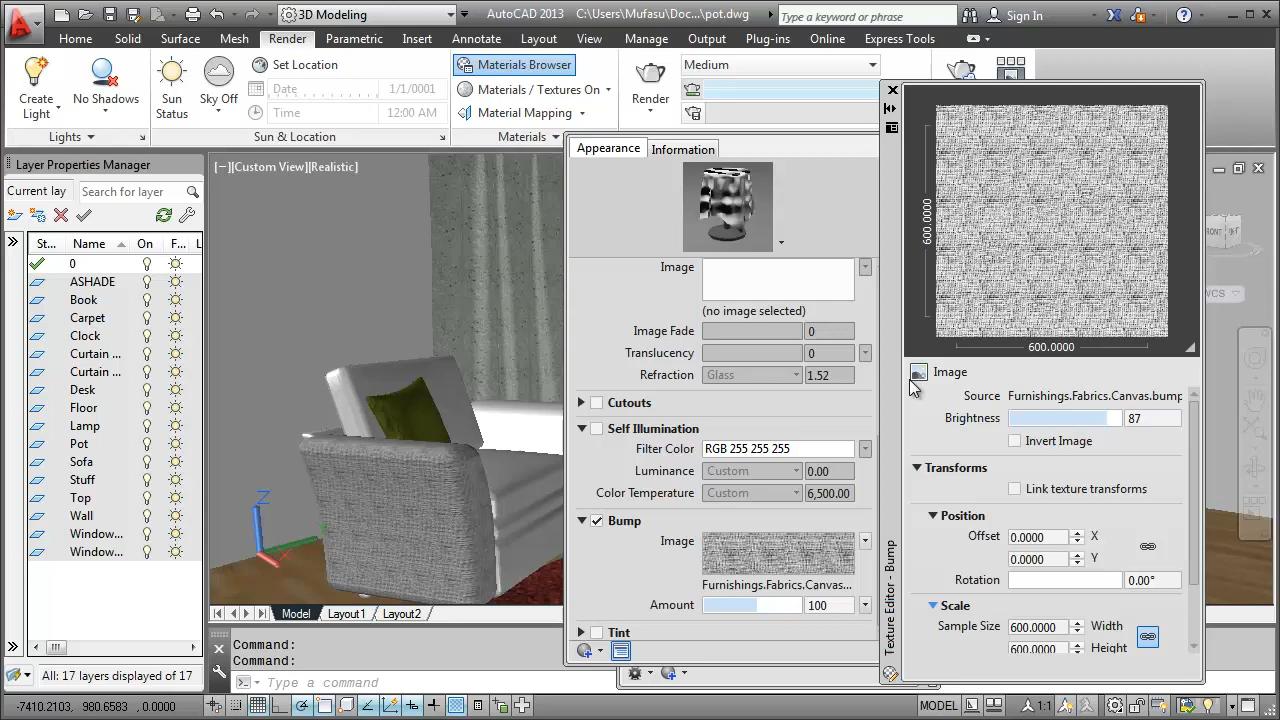 3D Modeling
AutoCAD 2013 C:\Users\Mufasu\Doc...\pot.dwg
Type a keyword or phrase
Sign In
Home Solid Surface Mesh Render Parametric Insert Annotate Layout View Manage Output Plug-ins Online Express Tools
Create Light
No Shadows
Sun Status
Sky Off
Set Location
Date 1/1/0001
Time 12:00 AM
Materials Browser
Materials / Textures On
Material Mapping
Render
Medium
Lights
Sun & Location
Materials
Layer Properties Manager
Current lay
Search for layer
St... Name On F... L
0
ASHADE
Book
Carpet
Clock
Curtain ...
Curtain ...
Desk
Floor
Lamp
Pot
Sofa
Stuff
Top
Wall
Window...
Window...
All: 17 layers displayed of 17
[−][Custom View][Realistic]
Z
Y
X
Model Layout1 Layout2
Command:
Command:
Type a command
Appearance Information
Image
(no image selected)
Image Fade 0
Translucency 0
Refraction Glass 1.52
Cutouts
Self Illumination
Filter Color RGB 255 255 255
Luminance Custom 0.00
Color Temperature Custom 6,500.00
Bump
Image
Furnishings.Fabrics.Canvas...
Amount 100
Tint
Texture Editor - Bump
600.0000
600.0000
Image
Source Furnishings.Fabrics.Canvas.bump
Brightness 87
Invert Image
Transforms
Link texture transforms
Position
Offset 0.0000 X
0.0000 Y
Rotation 0.00°
Scale
Sample Size 600.0000 Width
600.0000 Height
WCS
-7410.2103, 980.6583, 0.0000
MODEL
1:1